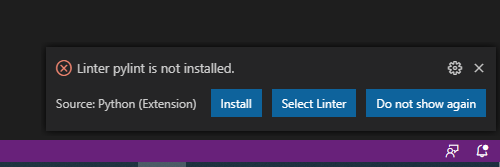 Linter pylint is not installed.
Source: Python (Extension)
Install
Select Linter
Do not show again